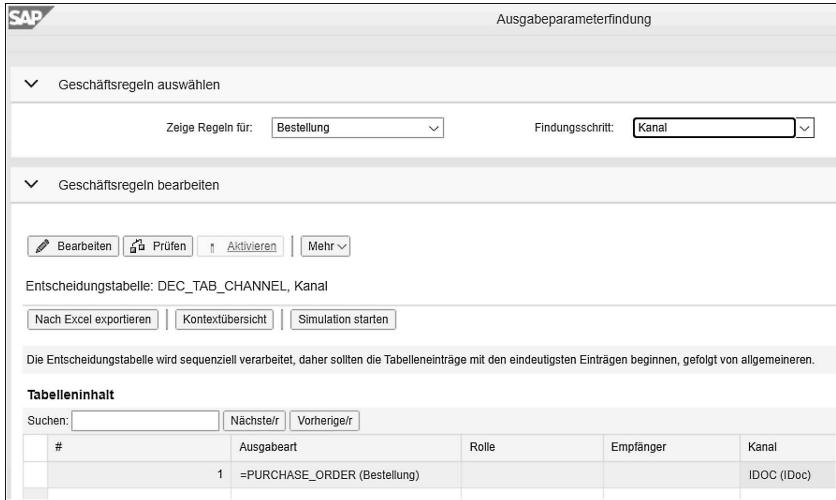 SAP Ausgabeparameterfindung
Geschäftsregeln auswählen
Zeige Regeln für: Bestellung Findungsschritt: Kanal
Geschäftsregeln bearbeiten
Bearbeiten Prüfen Aktivieren Mehr
Entscheidungstabelle: DEC_TAB_CHANNEL, Kanal
Nach Excel exportieren Kontextübersicht Simulation starten
Die Entscheidungstabelle wird sequenziell verarbeitet, daher sollten die Tabelleneinträge mit den eindeutigsten Einträgen beginnen, gefolgt von allgemeineren.
Tabelleninhalt
Suchen: Nächste/r Vorherige/r
# Ausgabeart Rolle Empfänger Kanal
1 =PURCHASE_ORDER (Bestellung) IDOC (IDoc)